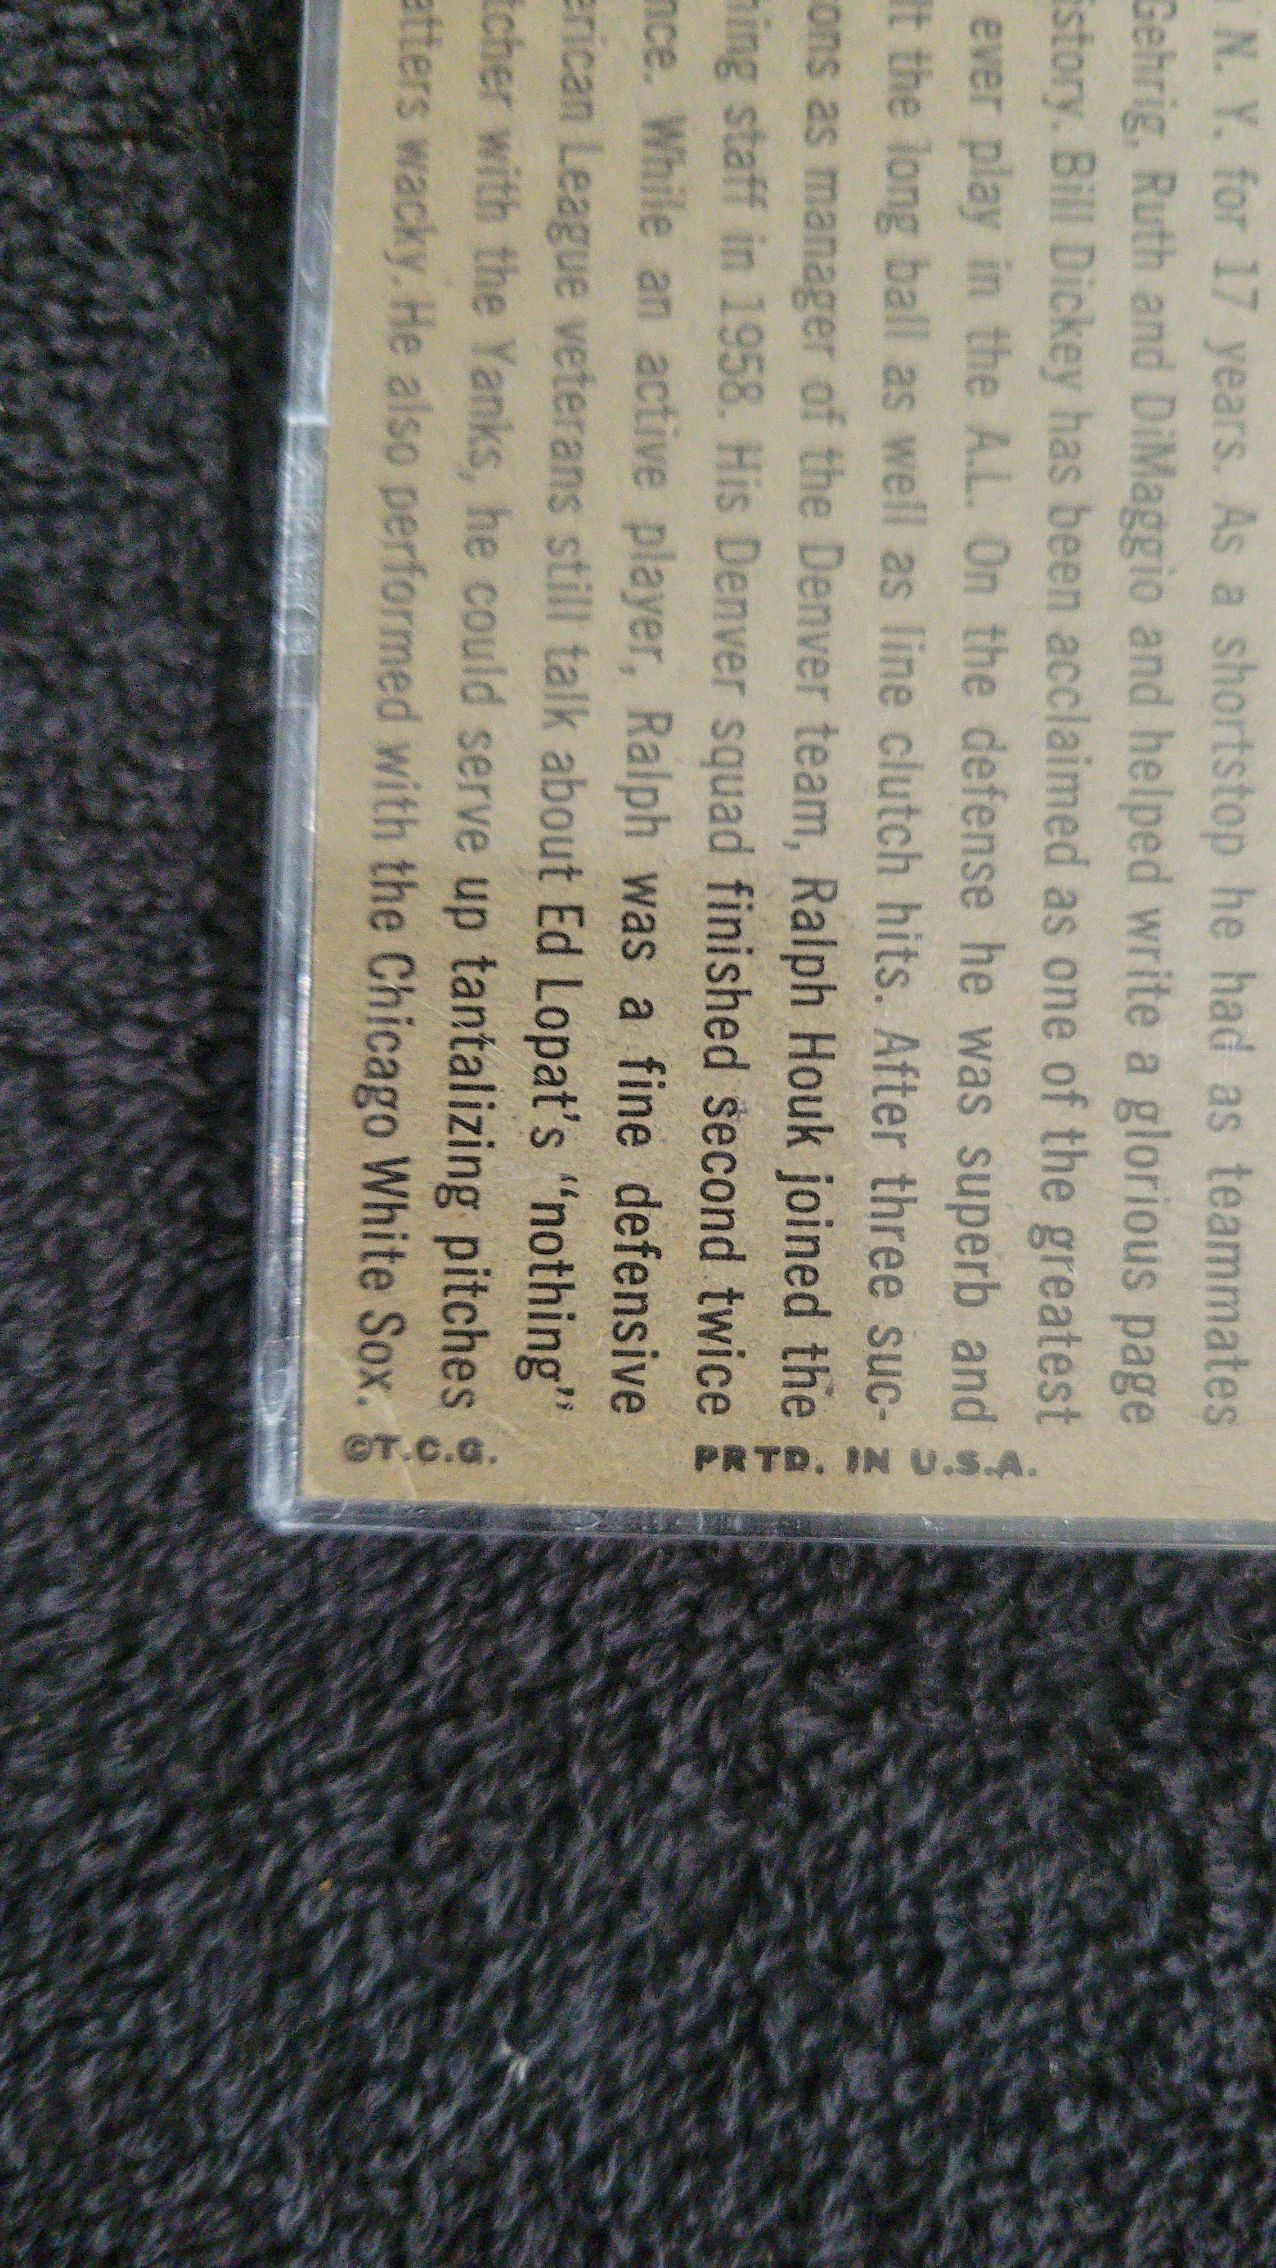 N. Y. for 17 years. As a shortstop he had as teammates
Gehrig, Ruth and DiMaggio and helped write a glorious page
istory. Bill Dickey has been acclaimed as one of the greatest
ever play in the A.L. On the defense he was superb and
lt the long ball as well as line clutch hits. After three suc-
ons as manager of the Denver team, Ralph Houk joined the
ing staff in 1958. His Denver squad finished second twice
nce. While an active player, Ralph was a fine defensive
erican League veterans still talk about Ed Lopat's "nothing"
tcher with the Yanks, he could serve up tantalizing pitches
atters wacky. He also performed with the Chicago White Sox.
©T.C.G. PRTD. IN U.S.A.